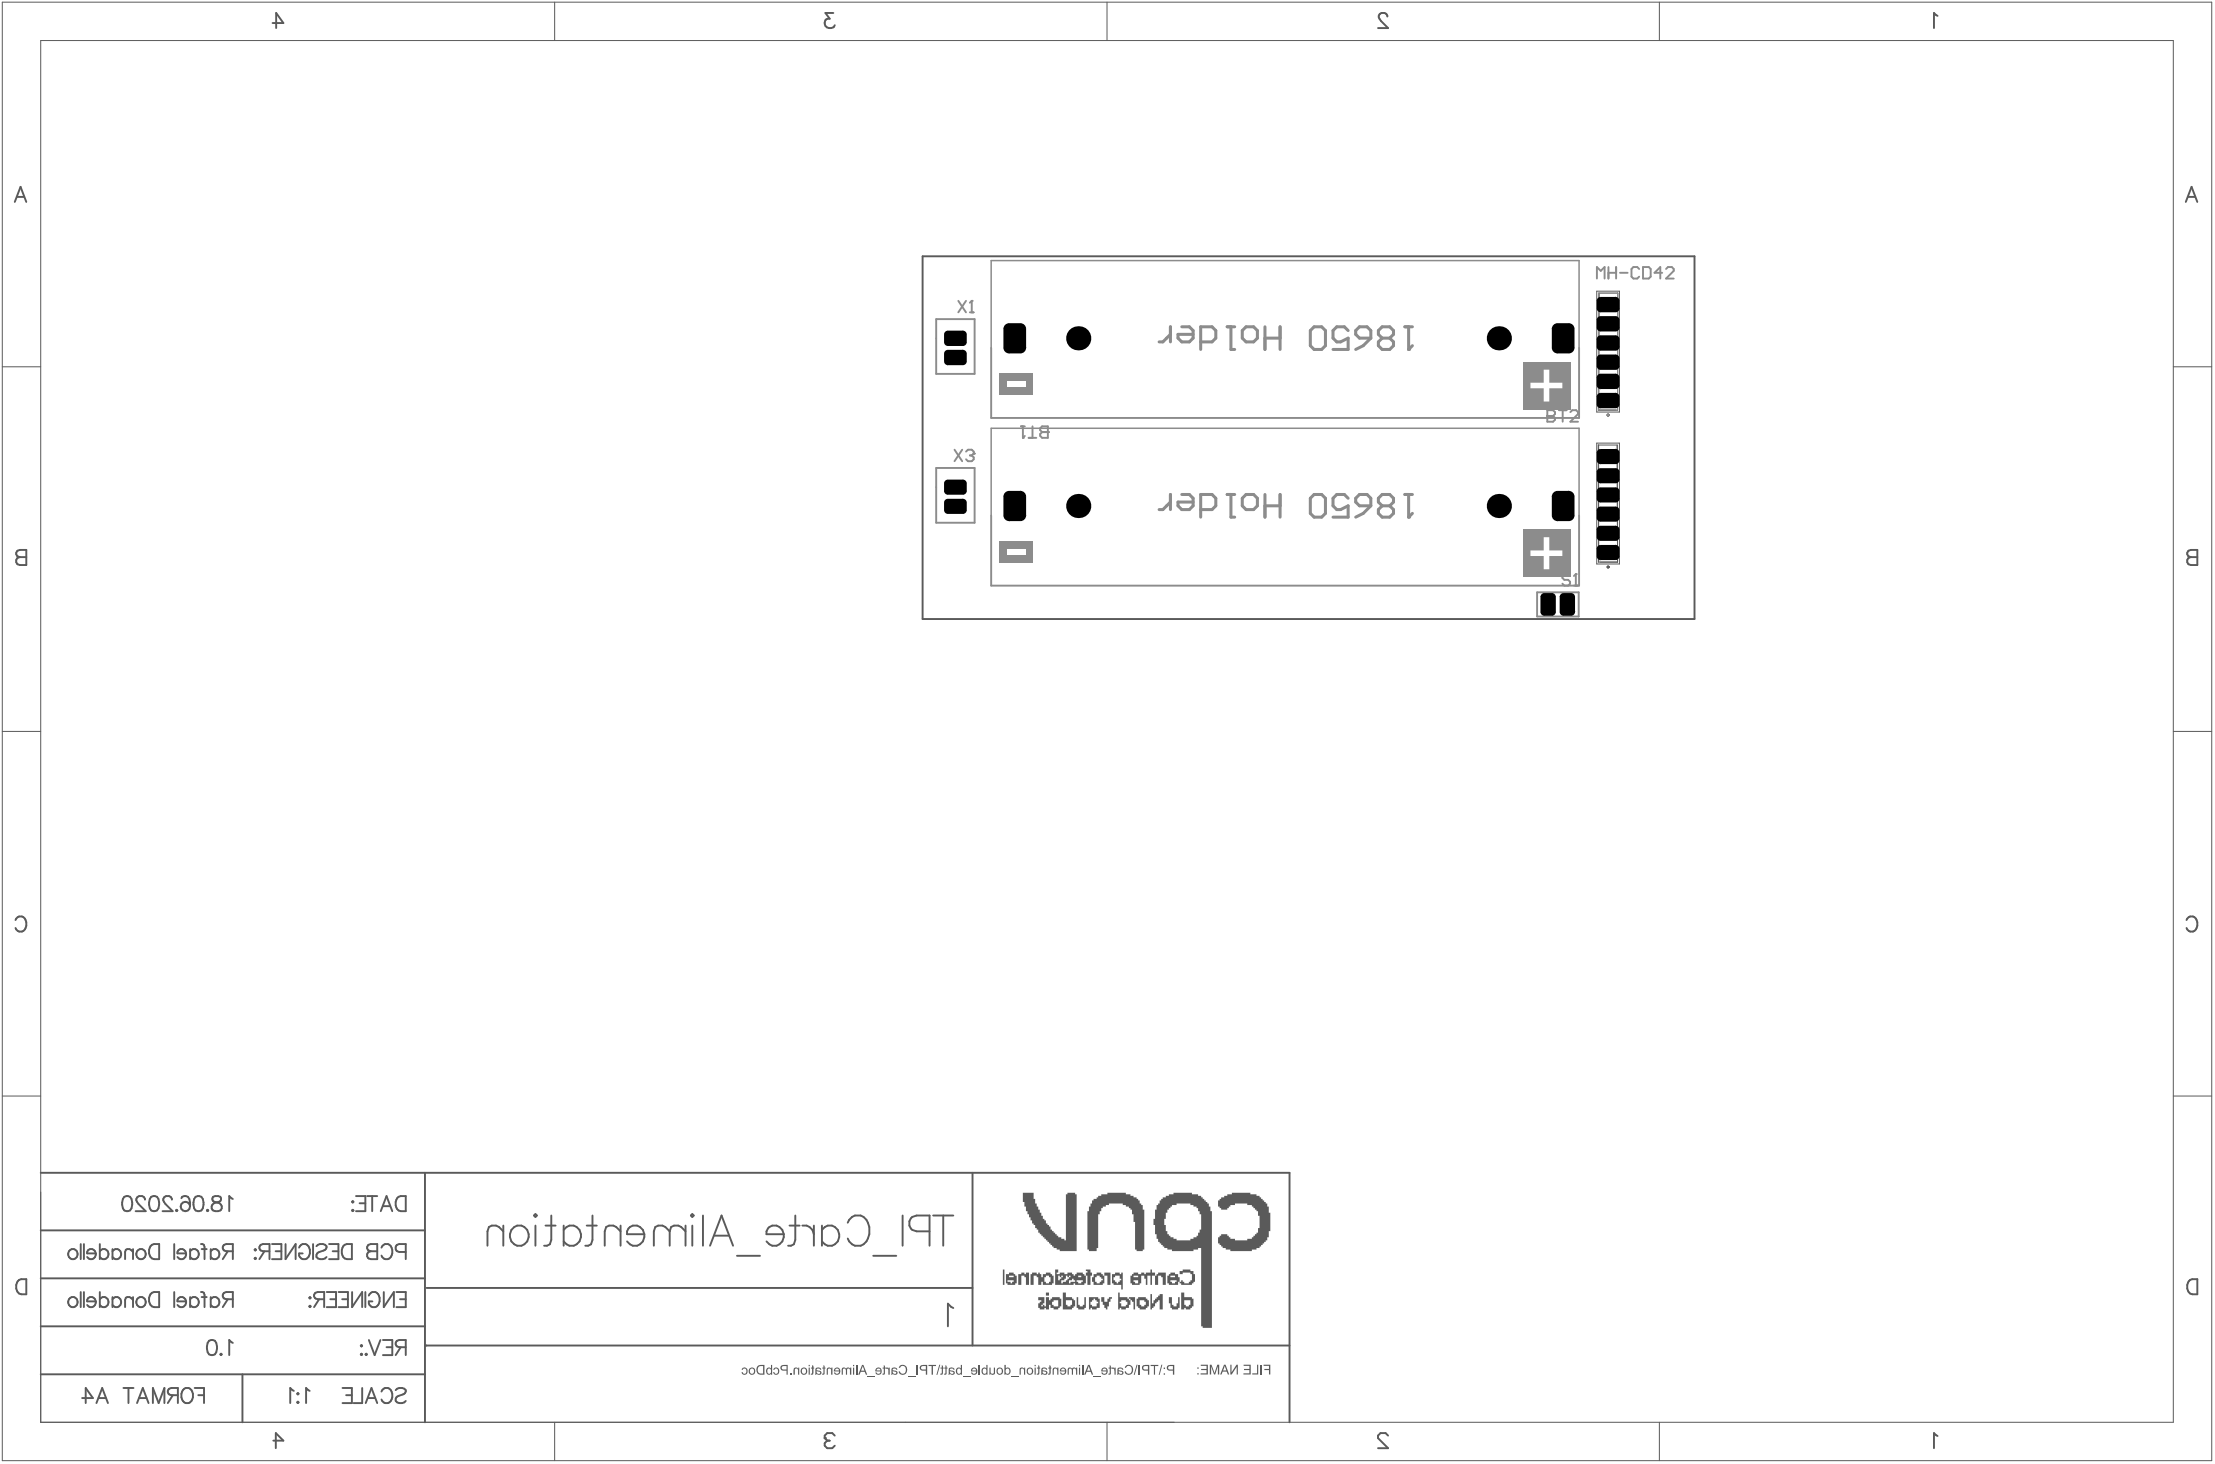 4 3 2 1
A A
MH-CD42
X1
18650 Holder
BT2
BT1
X3
18650 Holder
B B
S1
C C
DATE: 18.06.2020
PCB DESIGNER: Rafael Donadello
ENGINEER: Rafael Donadello
REV.: 1.0
SCALE 1:1 FORMAT A4
TPI_Carte_Alimentation
1
cpnv
Centre professionnel
du Nord vaudois
FILE NAME: P:\TPI\Carte_Alimentation_double_batt\TPI_Carte_Alimentation.PcbDoc
D D
4 3 2 1